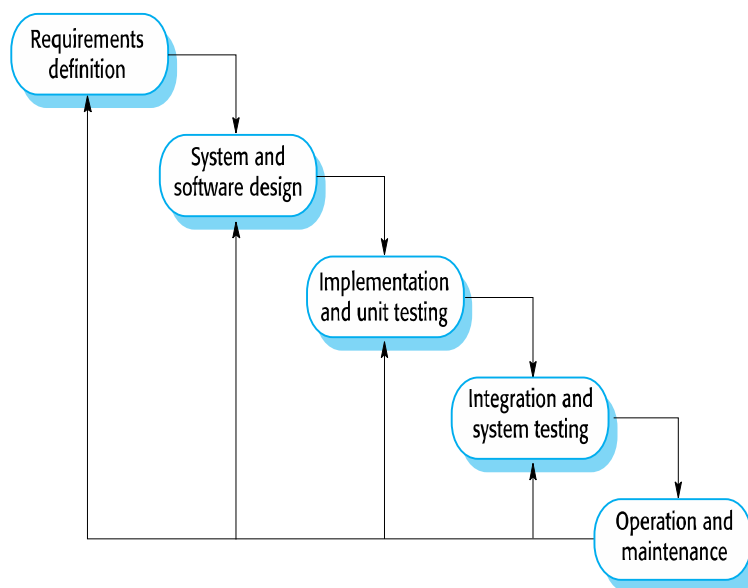 Requirements
definition
System and
software design
Implementation
and unit testing
Integration and
system testing
Operation and
maintenance